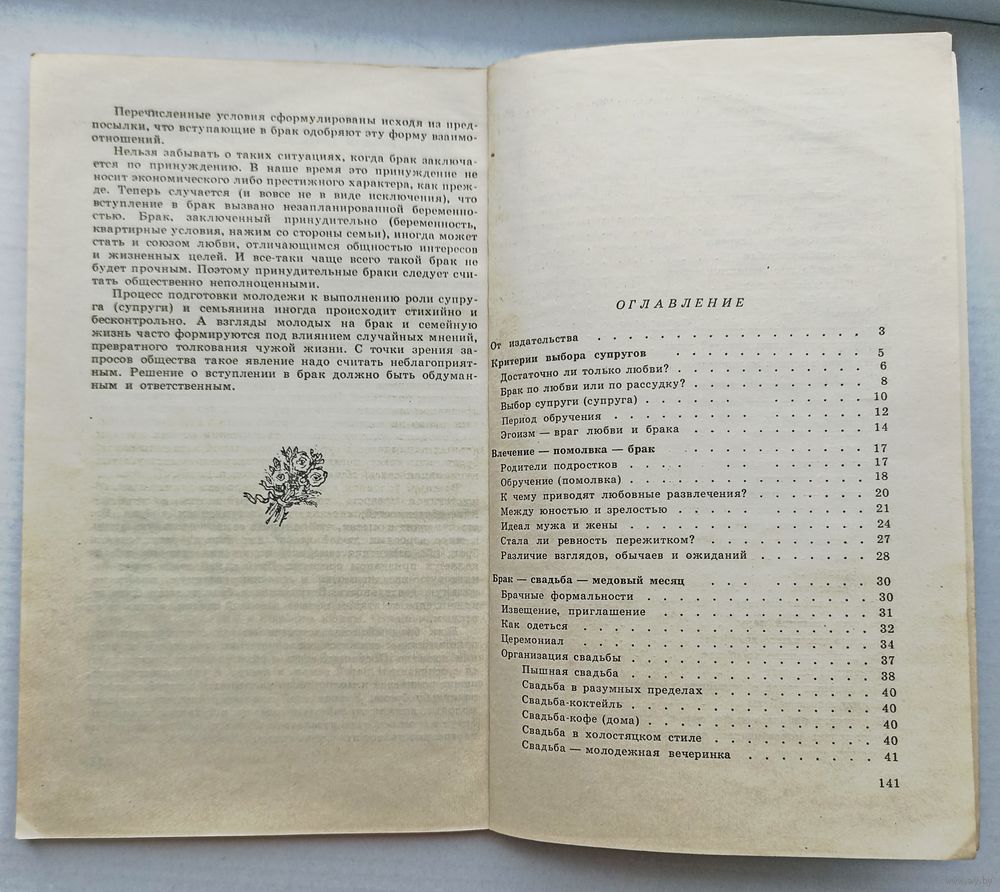 Перечисленные условия сформулированы исходя из пред-
посылки, что вступающие в брак одобряют эту форму взаимо-
отношений.
Нельзя забывать о таких ситуациях, когда брак заключа-
ется по принуждению. В наше время это принуждение не
носит экономического либо престижного характера, как преж-
де. Теперь случается (и вовсе не в виде исключения), что
вступление в брак вызвано незапланированной беременно-
стью. Брак, заключенный принудительно (беременность,
квартирные условия, нажим со стороны семьи), иногда может
стать и союзом любви, отличающимся общностью интересов
и жизненных целей. И все-таки чаще всего такой брак не
будет прочным. Поэтому принудительные браки следует счи-
тать общественно неполноценными.
Процесс подготовки молодежи к выполнению роли супру-
га (супруги) и семьянина иногда происходит стихийно и
бесконтрольно. А взгляды молодых на брак и семейную
жизнь часто формируются под влиянием случайных мнений,
превратного толкования чужой жизни. С точки зрения за-
просов общества такое явление надо считать неблагоприят-
ным. Решение о вступлении в брак должно быть обдуман-
ным и ответственным.
ОГЛАВЛЕНИЕ
От издательства . . . . . . . . . . . . . . 3
Критерии выбора супругов . . . . . . . . . . 5
Достаточно ли только любви? . . . . . . . . . 6
Брак по любви или по рассудку? . . . . . . . . 8
Выбор супруги (супруга) . . . . . . . . . . . 10
Период обручения . . . . . . . . . . . . . 12
Эгоизм — враг любви и брака . . . . . . . . . 14
Влечение — помолвка — брак . . . . . . . . . 17
Родители подростков . . . . . . . . . . . . 17
Обручение (помолвка) . . . . . . . . . . . . 18
К чему приводят любовные развлечения? . . . . . . 20
Между юностью и зрелостью . . . . . . . . . . 21
Идеал мужа и жены . . . . . . . . . . . . 24
Стала ли ревность пережитком? . . . . . . . . 27
Различие взглядов, обычаев и ожиданий . . . . . . 28
Брак — свадьба — медовый месяц . . . . . . . . 30
Брачные формальности . . . . . . . . . . . 30
Извещение, приглашение . . . . . . . . . . . 31
Как одеться . . . . . . . . . . . . . . . 32
Церемониал . . . . . . . . . . . . . . . 34
Организация свадьбы . . . . . . . . . . . . 37
Пышная свадьба . . . . . . . . . . . . 38
Свадьба в разумных пределах . . . . . . . . 40
Свадьба-коктейль . . . . . . . . . . . . 40
Свадьба-кофе (дома) . . . . . . . . . . . 40
Свадьба в холостяцком стиле . . . . . . . . 40
Свадьба — молодежная вечеринка . . . . . . . 41
141